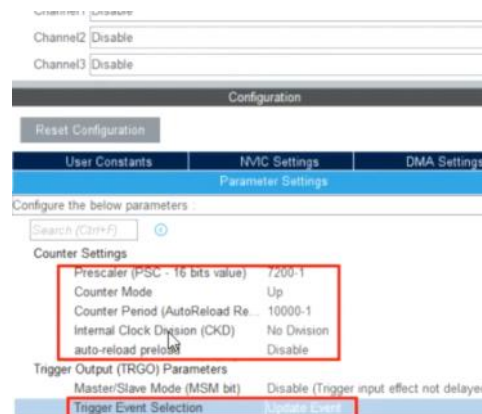 Channel1 Disable
Channel2 Disable
Channel3 Disable
Configuration
Reset Configuration
User Constants NVIC Settings DMA Settings
Parameter Settings
Configure the below parameters :
Search (Ctrl+F)
Counter Settings
Prescaler (PSC - 16 bits value) 7200-1
Counter Mode Up
Counter Period (AutoReload Re... 10000-1
Internal Clock Division (CKD) No Division
auto-reload preload Disable
Trigger Output (TRGO) Parameters
Master/Slave Mode (MSM bit) Disable (Trigger input effect not delayed
Trigger Event Selection Update Event